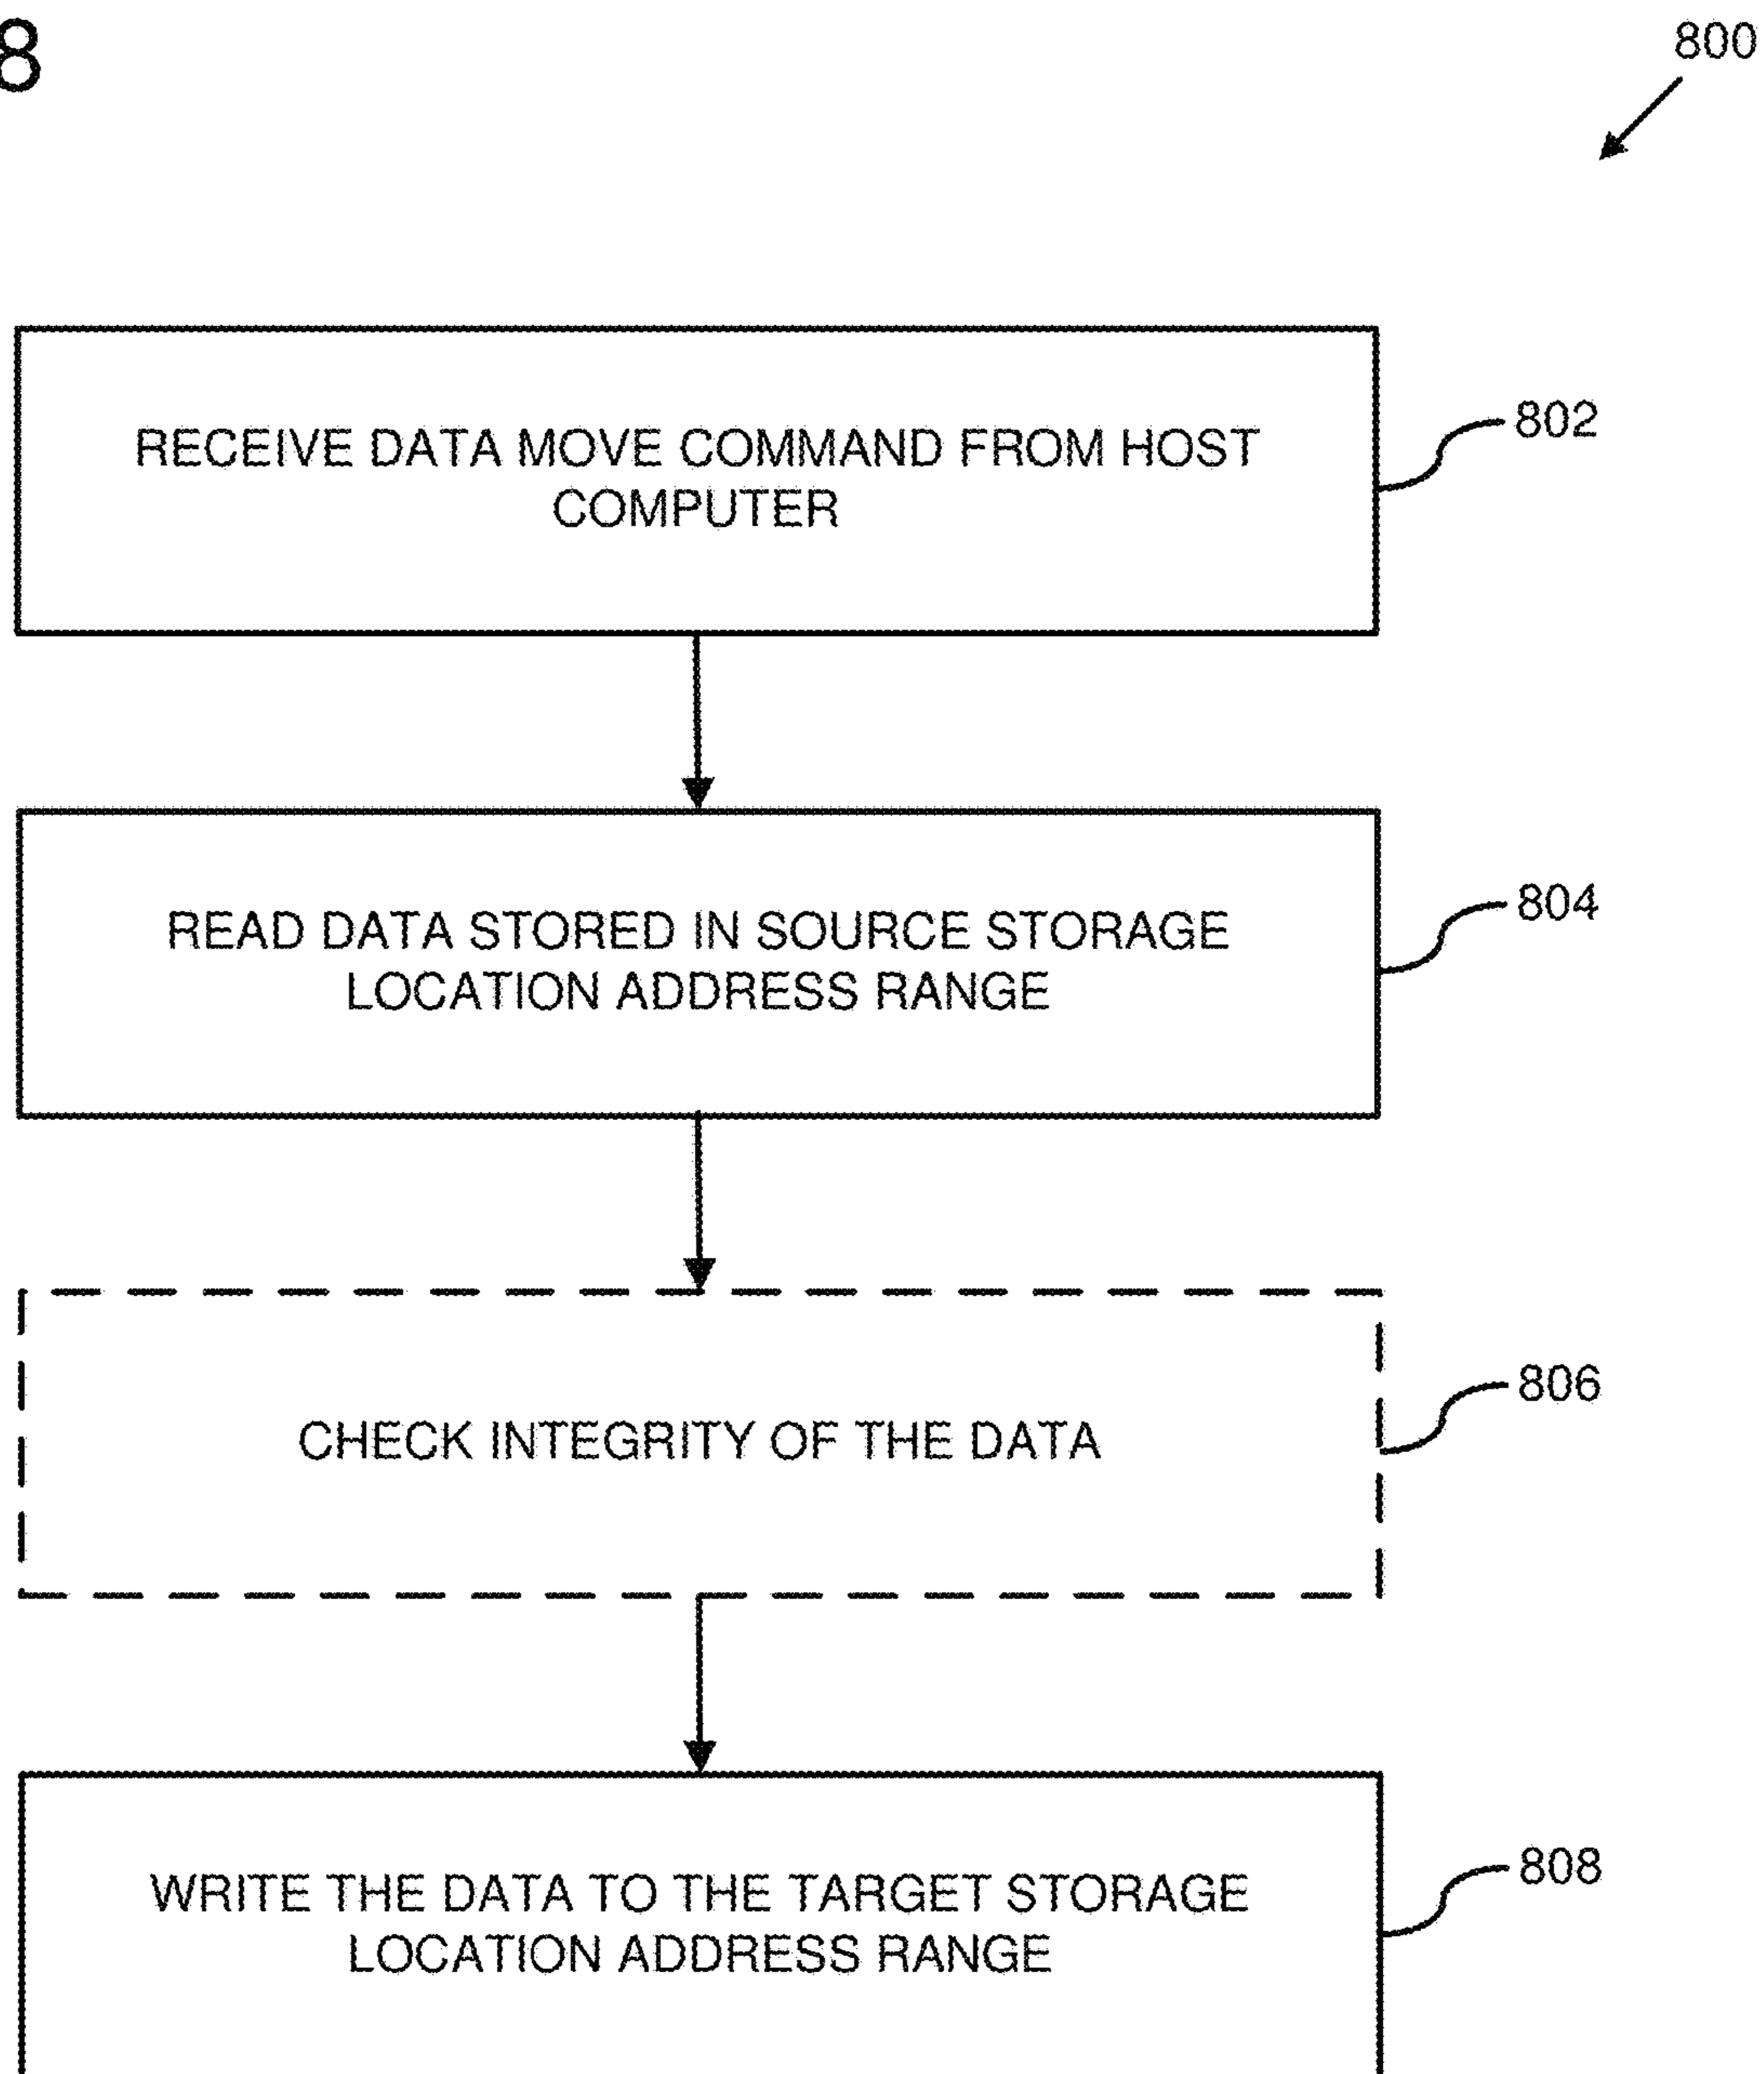 8
800
RECEIVE DATA MOVE COMMAND FROM HOST
COMPUTER
802
READ DATA STORED IN SOURCE STORAGE
LOCATION ADDRESS RANGE
804
CHECK INTEGRITY OF THE DATA
806
WRITE THE DATA TO THE TARGET STORAGE
LOCATION ADDRESS RANGE
808